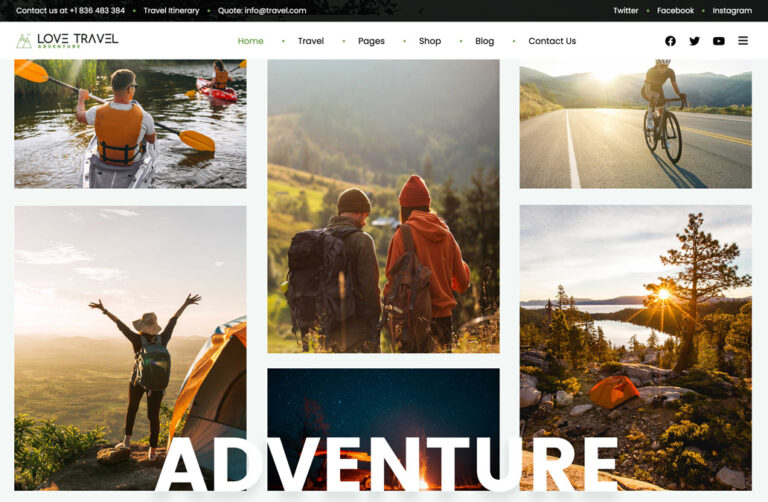 Contact us at +1 836 483 384 • Travel Itinerary • Quote: info@travel.com
Twitter • Facebook • Instagram
LOVE TRAVEL
ADVENTURE
Home • Travel • Pages • Shop • Blog • Contact Us
ADVENTURE